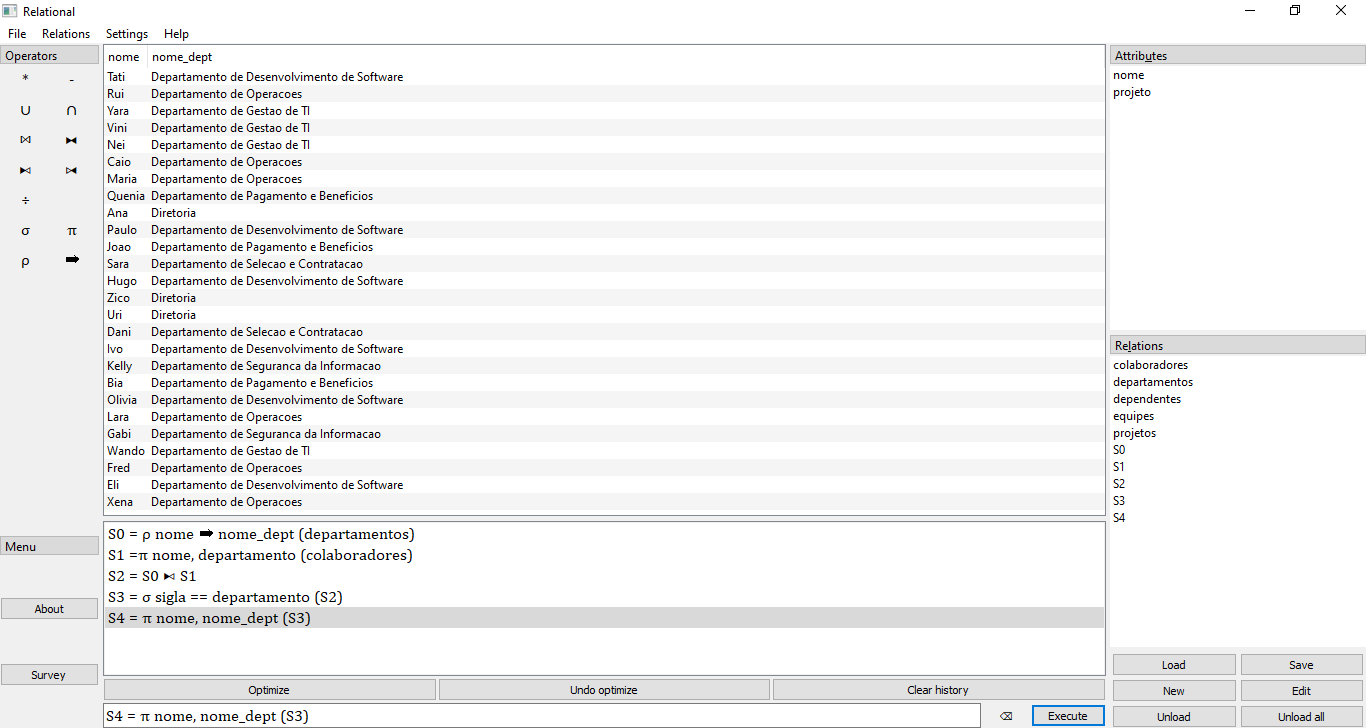 Relational
File Relations Settings Help
Operators
* -
∪ ∩
⋈ ⧓
⧑ ⧒
÷
σ π
ρ ➡
Menu
About
Survey
nome nome_dept
Tati Departamento de Desenvolvimento de Software
Rui Departamento de Operacoes
Yara Departamento de Gestao de TI
Vini Departamento de Gestao de TI
Nei Departamento de Gestao de TI
Caio Departamento de Operacoes
Maria Departamento de Operacoes
Quenia Departamento de Pagamento e Beneficios
Ana Diretoria
Paulo Departamento de Desenvolvimento de Software
Joao Departamento de Pagamento e Beneficios
Sara Departamento de Selecao e Contratacao
Hugo Departamento de Desenvolvimento de Software
Zico Diretoria
Uri Diretoria
Dani Departamento de Selecao e Contratacao
Ivo Departamento de Desenvolvimento de Software
Kelly Departamento de Seguranca da Informacao
Bia Departamento de Pagamento e Beneficios
Olivia Departamento de Desenvolvimento de Software
Lara Departamento de Operacoes
Gabi Departamento de Seguranca da Informacao
Wando Departamento de Gestao de TI
Fred Departamento de Operacoes
Eli Departamento de Desenvolvimento de Software
Xena Departamento de Operacoes
S0 = ρ nome ➡ nome_dept (departamentos)
S1 =π nome, departamento (colaboradores)
S2 = S0 ⧑ S1
S3 = σ sigla == departamento (S2)
S4 = π nome, nome_dept (S3)
Optimize Undo optimize Clear history
S4 = π nome, nome_dept (S3)
⌫ Execute
Attributes
nome
projeto
Relations
colaboradores
departamentos
dependentes
equipes
projetos
S0
S1
S2
S3
S4
Load Save
New Edit
Unload Unload all